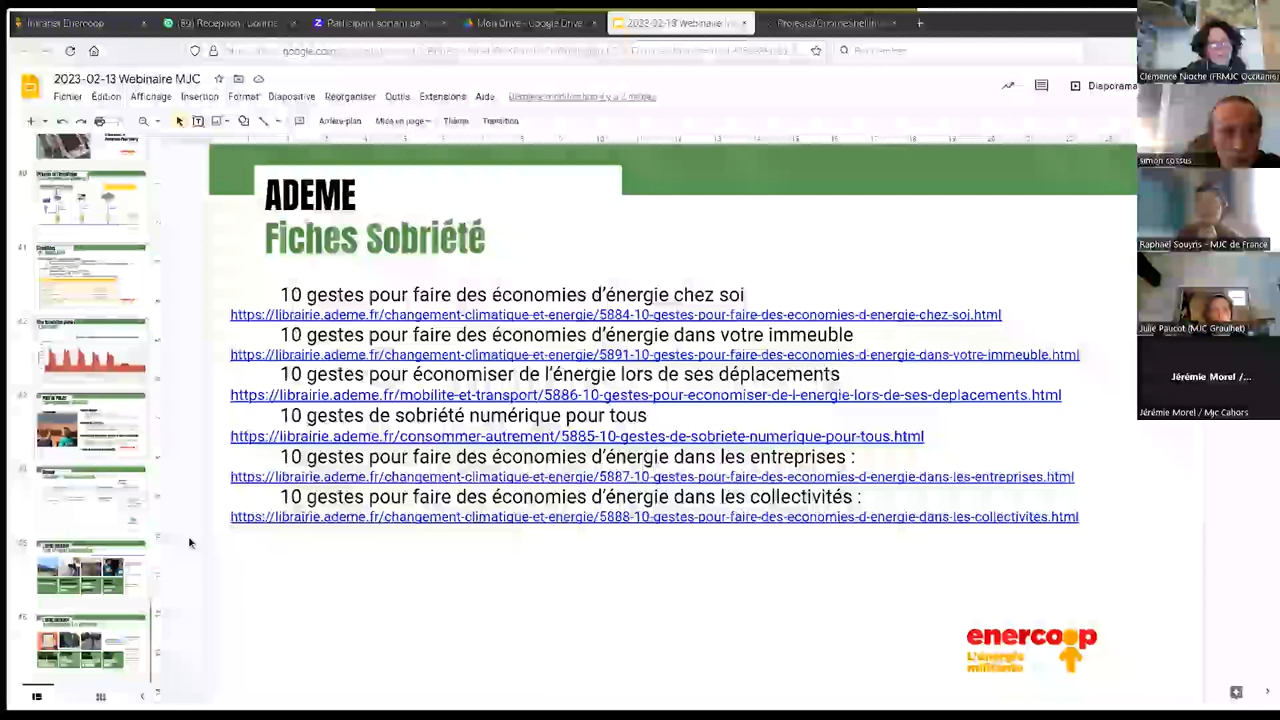 Intranet Enercoop
2023-02-13 Webinaire
google.com
2023-02-13 Webinaire MJC
Fichier Édition Affichage Insertion Format Diapositive Réorganiser Outils Extensions Aide
Diaporama
Arrière-plan Mise en page Thème Transition
ADEME
Fiches Sobriété
10 gestes pour faire des économies d'énergie chez soi
https://librairie.ademe.fr/changement-climatique-et-energie/5884-10-gestes-pour-faire-des-economies-d-energie-chez-soi.html
10 gestes pour faire des économies d'énergie dans votre immeuble
https://librairie.ademe.fr/changement-climatique-et-energie/5891-10-gestes-pour-faire-des-economies-d-energie-dans-votre-immeuble.html
10 gestes pour économiser de l'énergie lors de ses déplacements
https://librairie.ademe.fr/mobilite-et-transport/5886-10-gestes-pour-economiser-de-l-energie-lors-de-ses-deplacements.html
10 gestes de sobriété numérique pour tous
https://librairie.ademe.fr/consommer-autrement/5885-10-gestes-de-sobriete-numerique-pour-tous.html
10 gestes pour faire des économies d'énergie dans les entreprises :
https://librairie.ademe.fr/changement-climatique-et-energie/5887-10-gestes-pour-faire-des-economies-d-energie-dans-les-entreprises.html
10 gestes pour faire des économies d'énergie dans les collectivités :
https://librairie.ademe.fr/changement-climatique-et-energie/5888-10-gestes-pour-faire-des-economies-d-energie-dans-les-collectivites.html
enercoop
L'énergie
militante
Clémence Nioche (FRMJC Occitanie)
simon cossus
Raphaël Souyris - MJC de France
Julie Paucot (MJC Graulhet)
Jérémie Morel /...
Jérémie Morel / Mjc Cahors